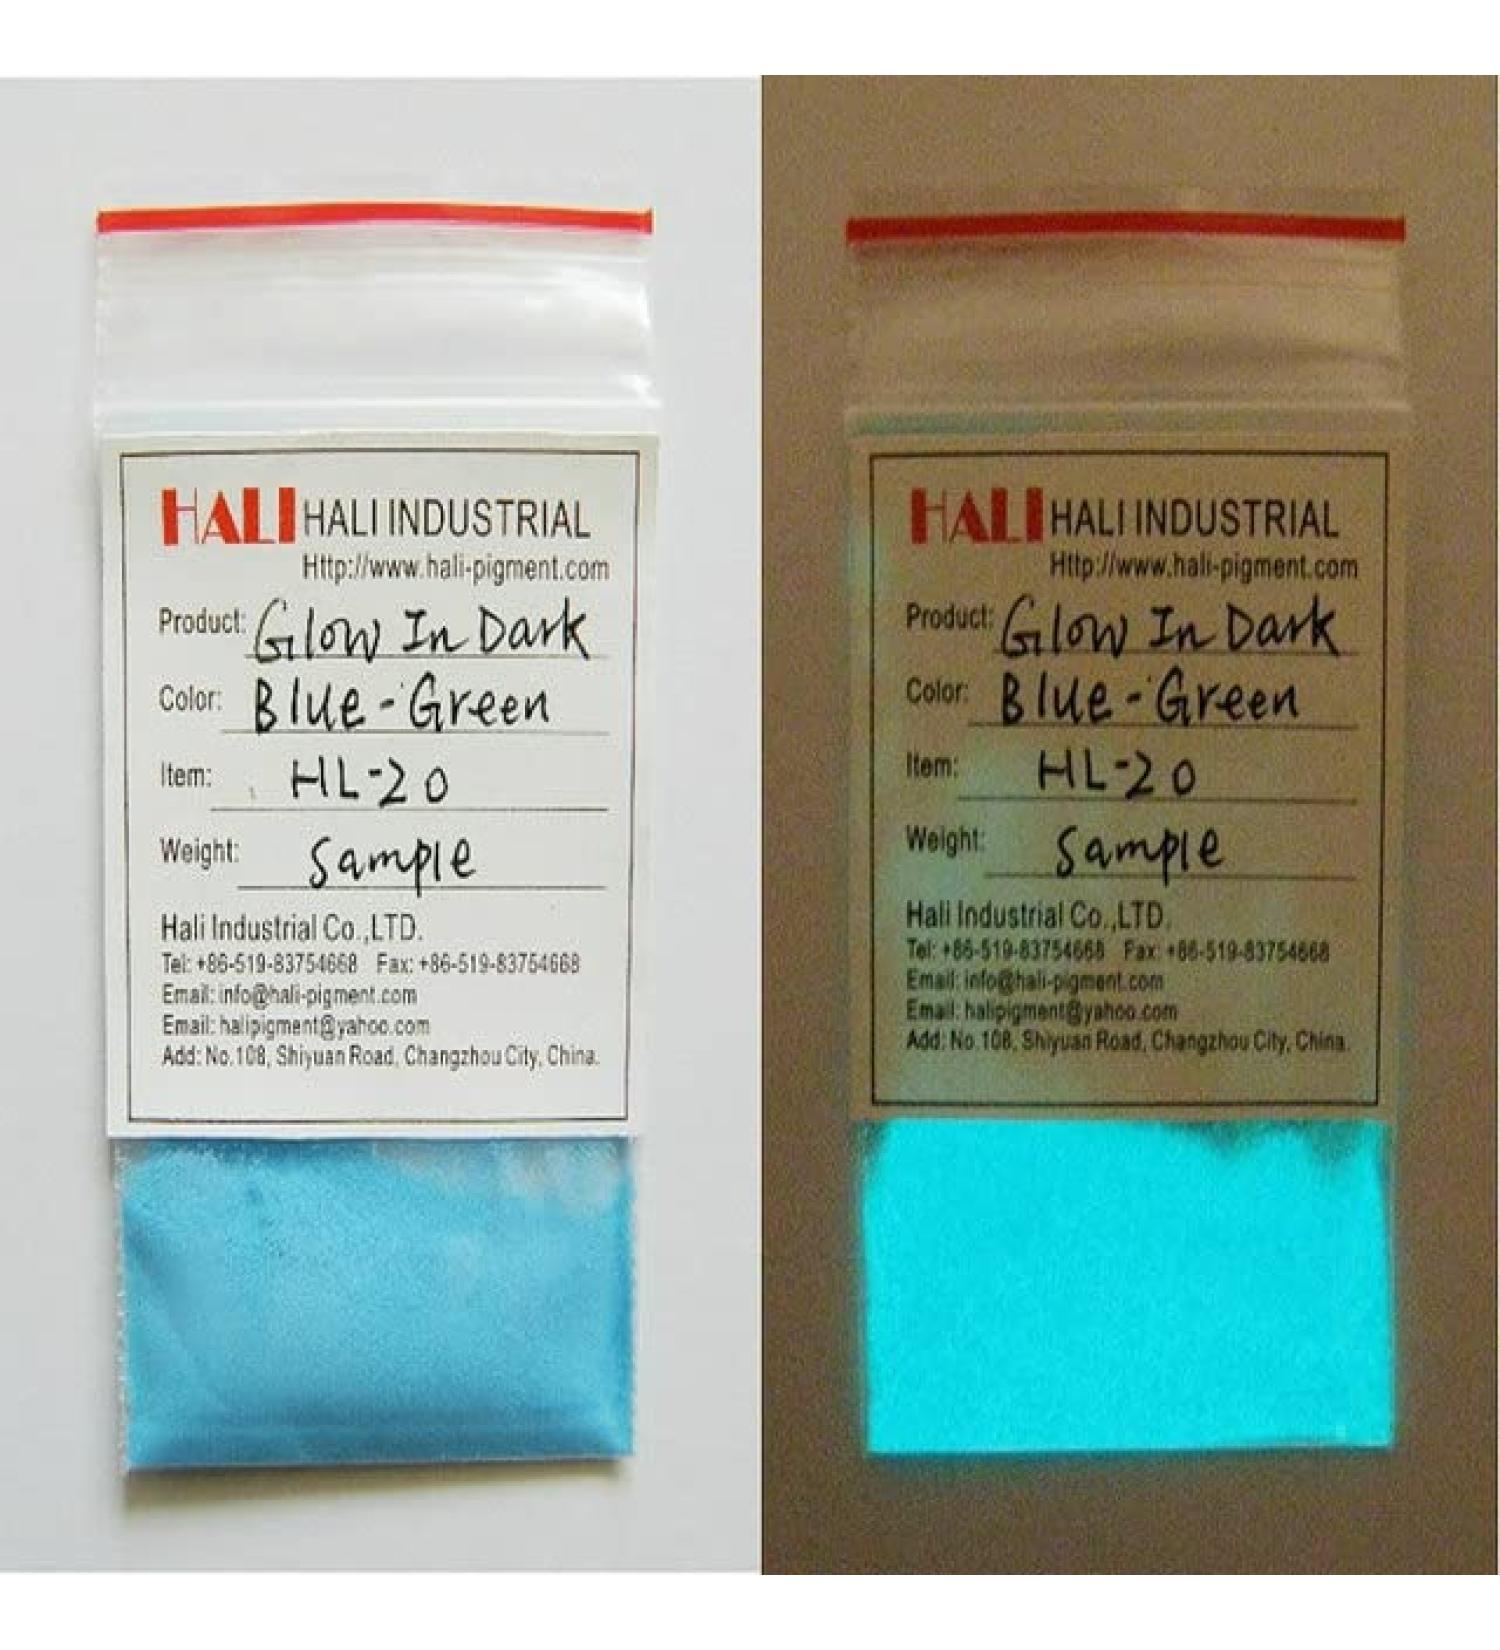 HALI HALI INDUSTRIAL
Http://www.hali-pigment.com
Product: Glow In Dark
Color: Blue-Green
Item: HL-20
Weight: Sample
Hali Industrial Co.,LTD.
Tel: +86-519-83754668 Fax: +86-519-83754668
Email: info@hali-pigment.com
Email: halipigment@yahoo.com
Add: No.108, Shiyuan Road, Changzhou City, China.
HALI HALI INDUSTRIAL
Http://www.hali-pigment.com
Product: Glow In Dark
Color: Blue-Green
Item: HL-20
Weight: Sample
Hali Industrial Co.,LTD.
Tel: +86-519-83754668 Fax: +86-519-83754668
Email: info@hali-pigment.com
Email: halipigment@yahoo.com
Add: No.108, Shiyuan Road, Changzhou City, China.